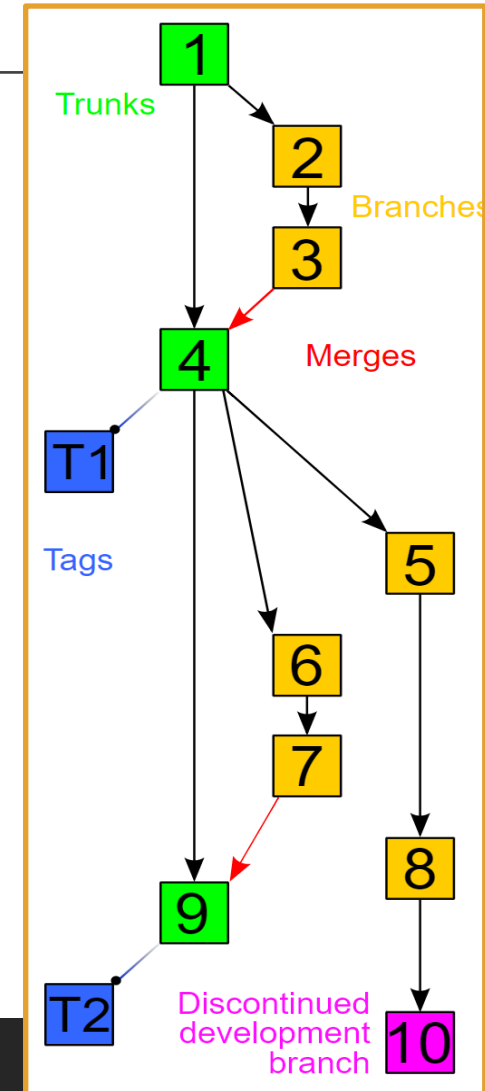 1
Trunks
2
Branches
3
Merges
4
T1
Tags
5
6
7
8
9
T2
Discontinued
development
branch
10